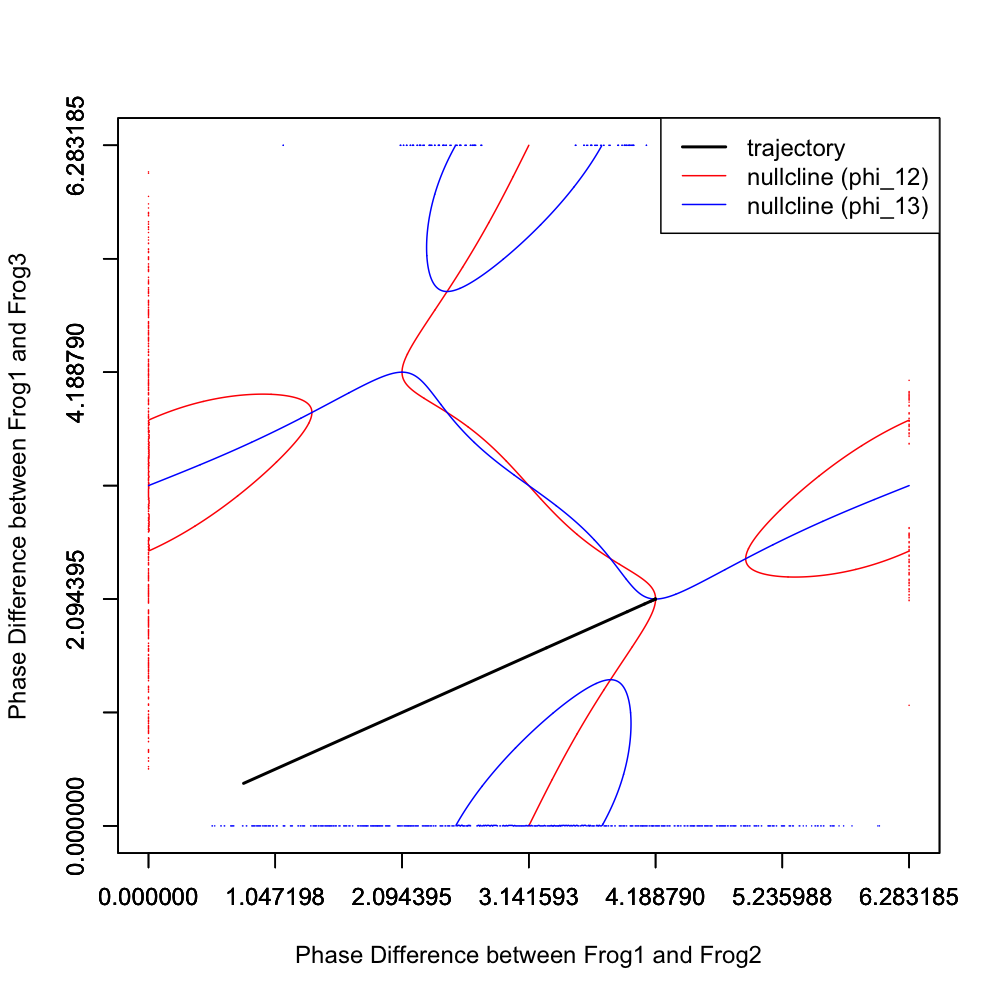 trajectory
nullcline (phi_12)
nullcline (phi_13)
Phase Difference between Frog1 and Frog3
6.283185
4.188790
2.094395
0.000000
0.000000 1.047198 2.094395 3.141593 4.188790 5.235988 6.283185
Phase Difference between Frog1 and Frog2